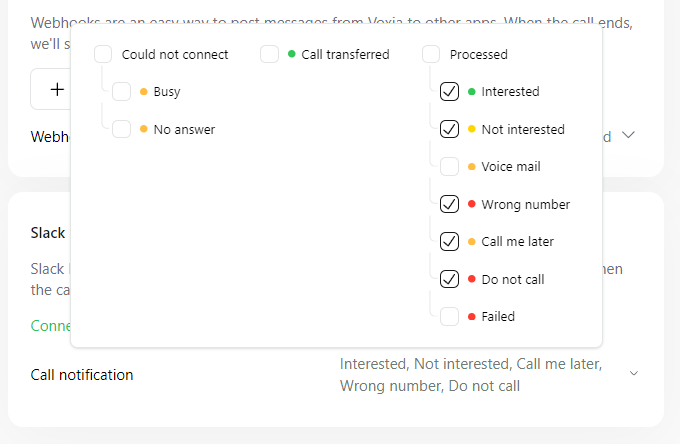 Webhooks are an easy way to post messages from Voxia to other apps. When the call ends,
we'll s
Could not connect
Call transferred
Processed
Busy
No answer
Interested
Not interested
Voice mail
Wrong number
Call me later
Do not call
Failed
Webh
d
Slack
Slack
hen
the ca
Conne
Call notification
Interested, Not interested, Call me later,
Wrong number, Do not call